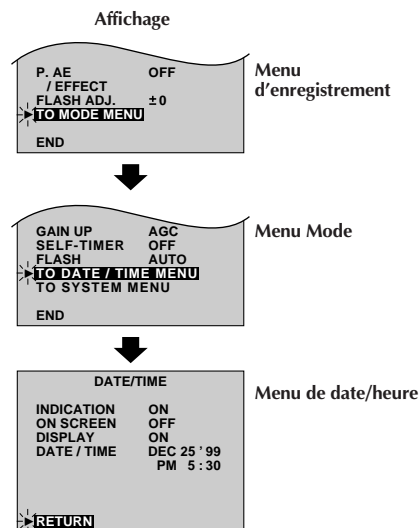 Affichage
P. AE OFF
/ EFFECT
FLASH ADJ. ±0
TO MODE MENU
END
Menu
d'enregistrement
GAIN UP AGC
SELF-TIMER OFF
FLASH AUTO
TO DATE / TIME MENU
TO SYSTEM MENU
END
Menu Mode
DATE/TIME
INDICATION ON
ON SCREEN OFF
DISPLAY ON
DATE / TIME DEC 25 ' 99
PM 5 : 30
RETURN
Menu de date/heure